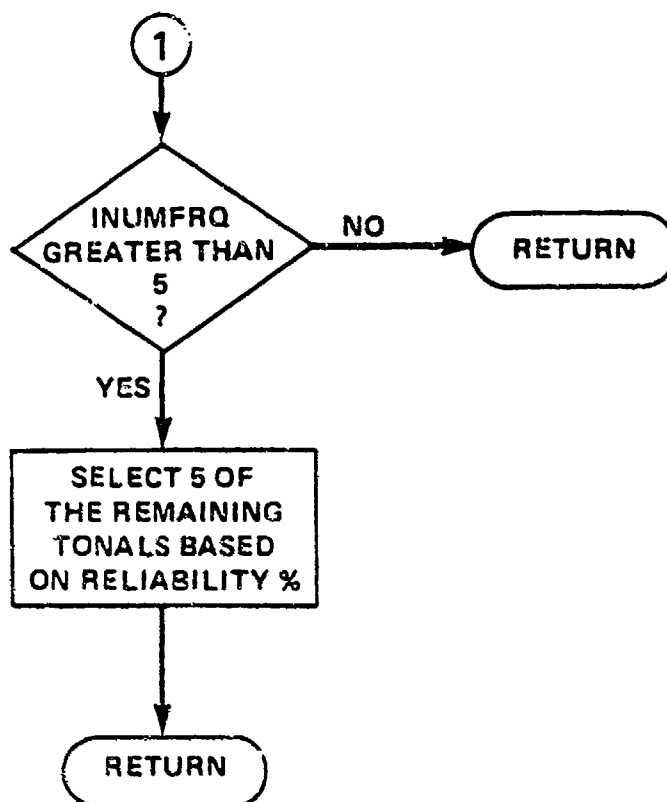 1
INUMFRQ
GREATER THAN
5
?
NO
RETURN
YES
SELECT 5 OF
THE REMAINING
TONALS BASED
ON RELIABILITY %
RETURN